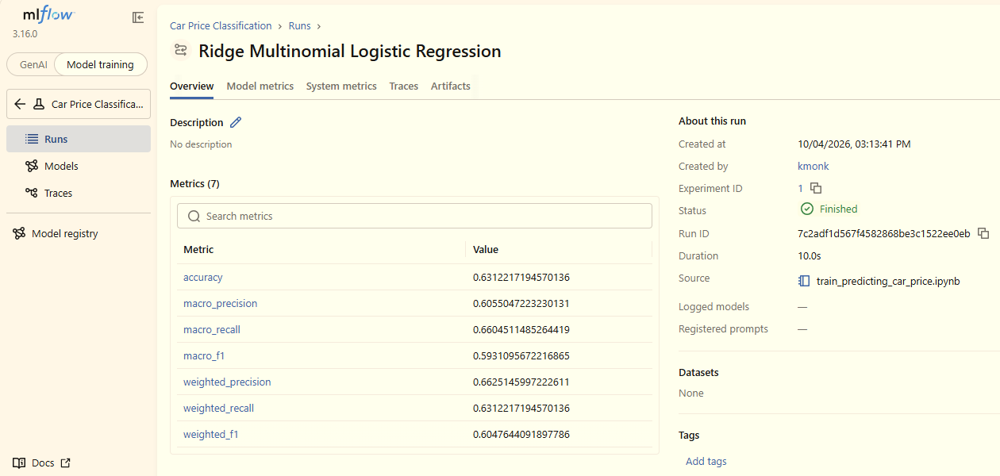 mlflow
3.16.0
GenAI Model training
Car Price Classifica...
Runs
Models
Traces
Model registry
Docs
Car Price Classification > Runs >
Ridge Multinomial Logistic Regression
Overview Model metrics System metrics Traces Artifacts
Description
No description
Metrics (7)
Search metrics
Metric Value
accuracy 0.6312217194570136
macro_precision 0.6055047223230131
macro_recall 0.6604511485264419
macro_f1 0.5931095672216865
weighted_precision 0.6625145997222611
weighted_recall 0.6312217194570136
weighted_f1 0.6047644091897786
About this run
Created at 10/04/2026, 03:13:41 PM
Created by kmonk
Experiment ID 1
Status Finished
Run ID 7c2adf1d567f4582868be3c1522ee0eb
Duration 10.0s
Source train_predicting_car_price.ipynb
Logged models —
Registered prompts —
Datasets
None
Tags
Add tags